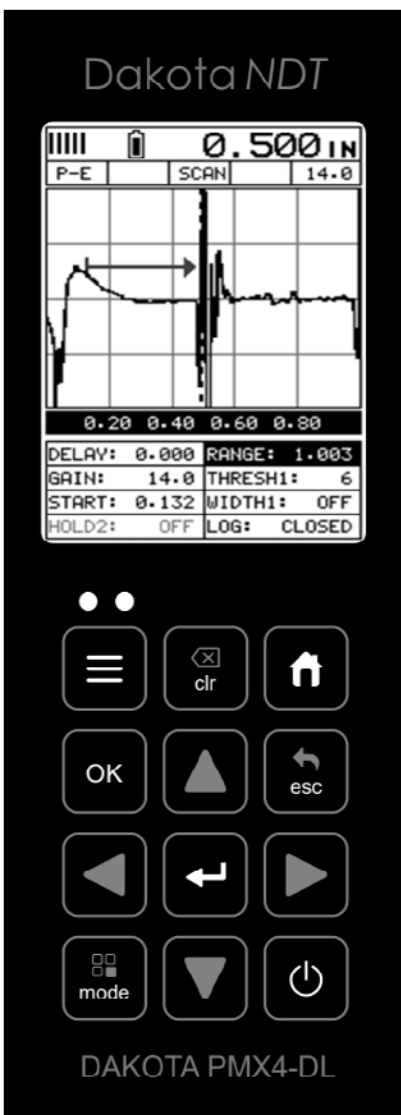 Dakota NDT
0.500 IN
P-E SCAN 14.0
0.20 0.40 0.60 0.80
DELAY: 0.000 RANGE: 1.003
GAIN: 14.0 THRESH1: 6
START: 0.132 WIDTH1: OFF
HOLD2: OFF LOG: CLOSED
clr
OK
esc
mode
DAKOTA PMX4-DL